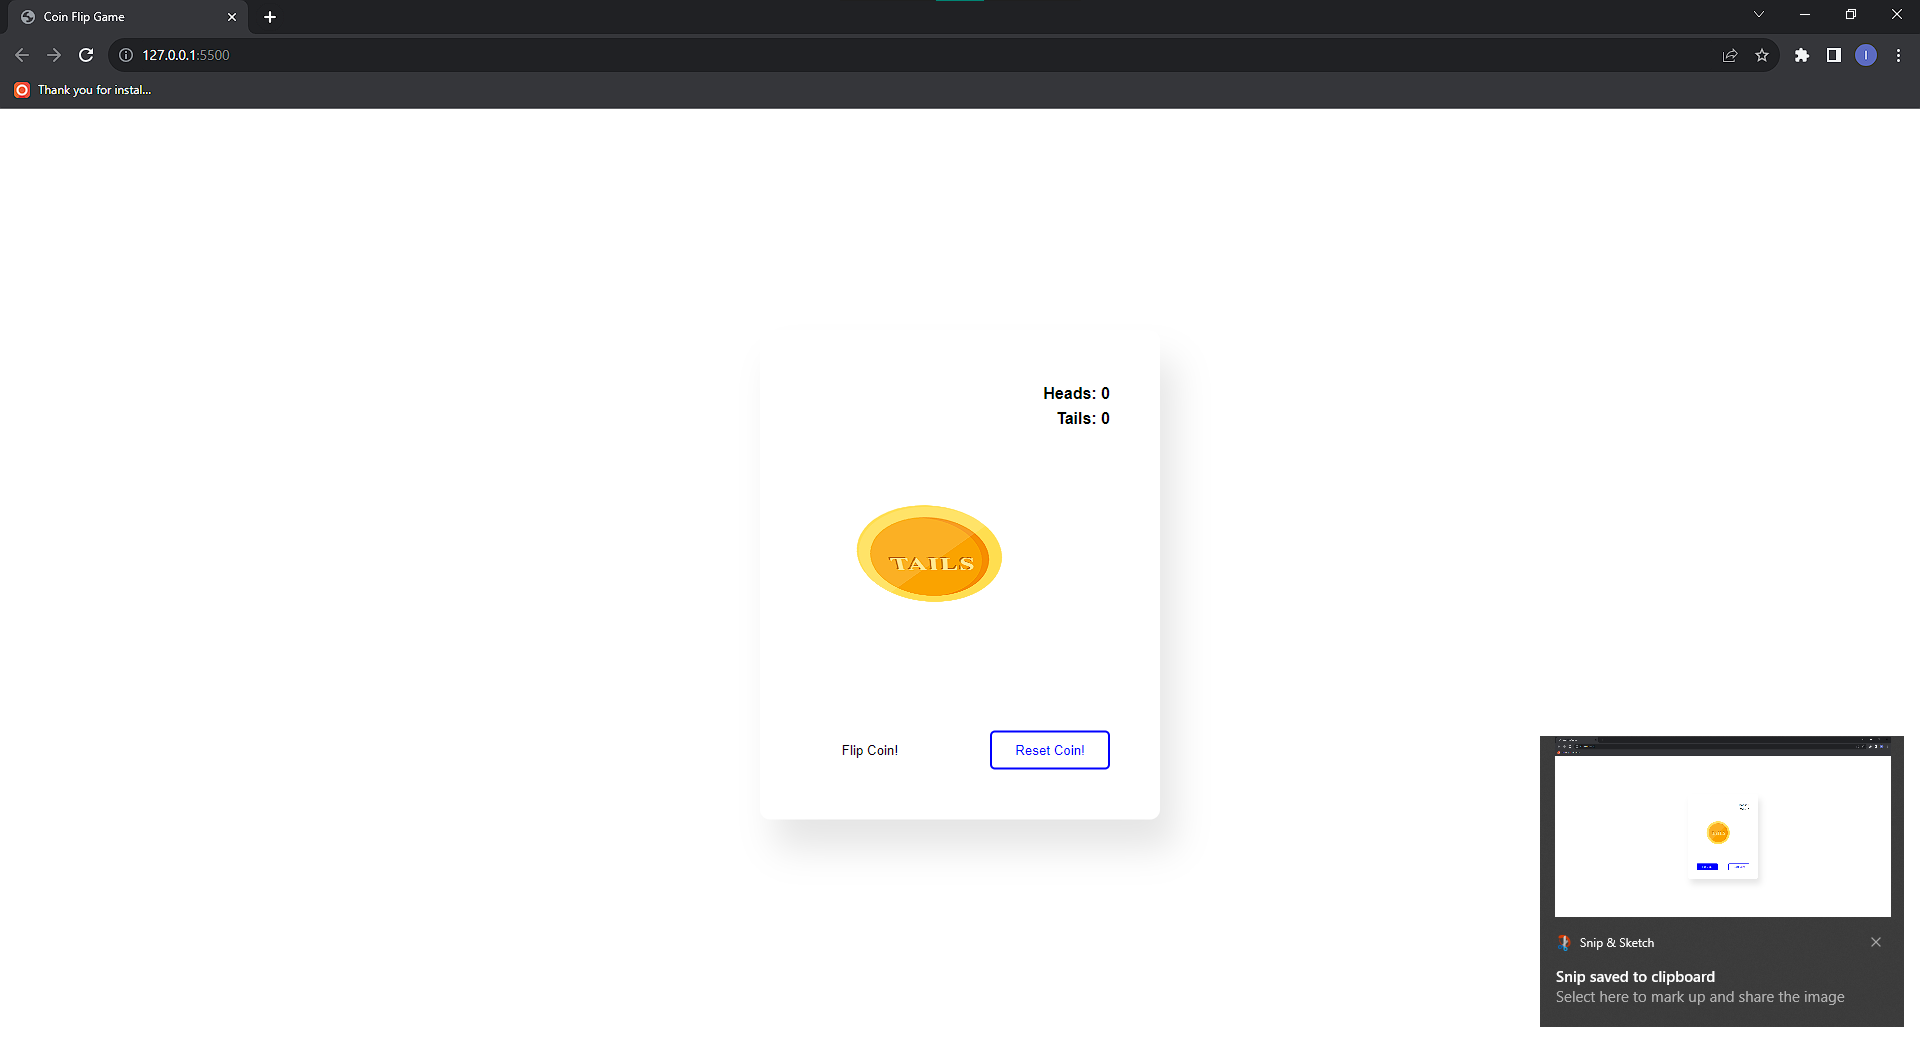 Coin Flip Game
127.0.0.1:5500
I
Thank you for instal...
Heads: 0
Tails: 0
TAILS
Flip Coin!
Reset Coin!
Snip & Sketch
Snip saved to clipboard
Select here to mark up and share the image